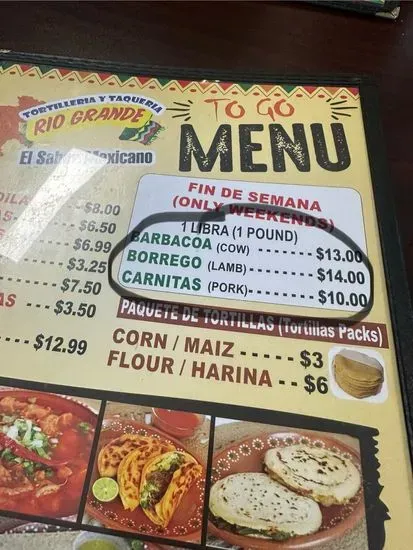 TORTILLERIA Y TAQUERIA
RIO GRANDE
El Sabor Mexicano
TO GO
MENU
FIN DE SEMANA
(ONLY WEEKENDS)
1 LIBRA (1 POUND)
BARBACOA (COW) ------- $13.00
BORREGO (LAMB)-------- $14.00
CARNITAS (PORK)------- $10.00
PAQUETE DE TORTILLAS (Tortillas Packs)
CORN / MAIZ ----- $3
FLOUR / HARINA --- $6
$8.00
$6.50
$6.99
$3.25
$7.50
-$3.50
$12.99